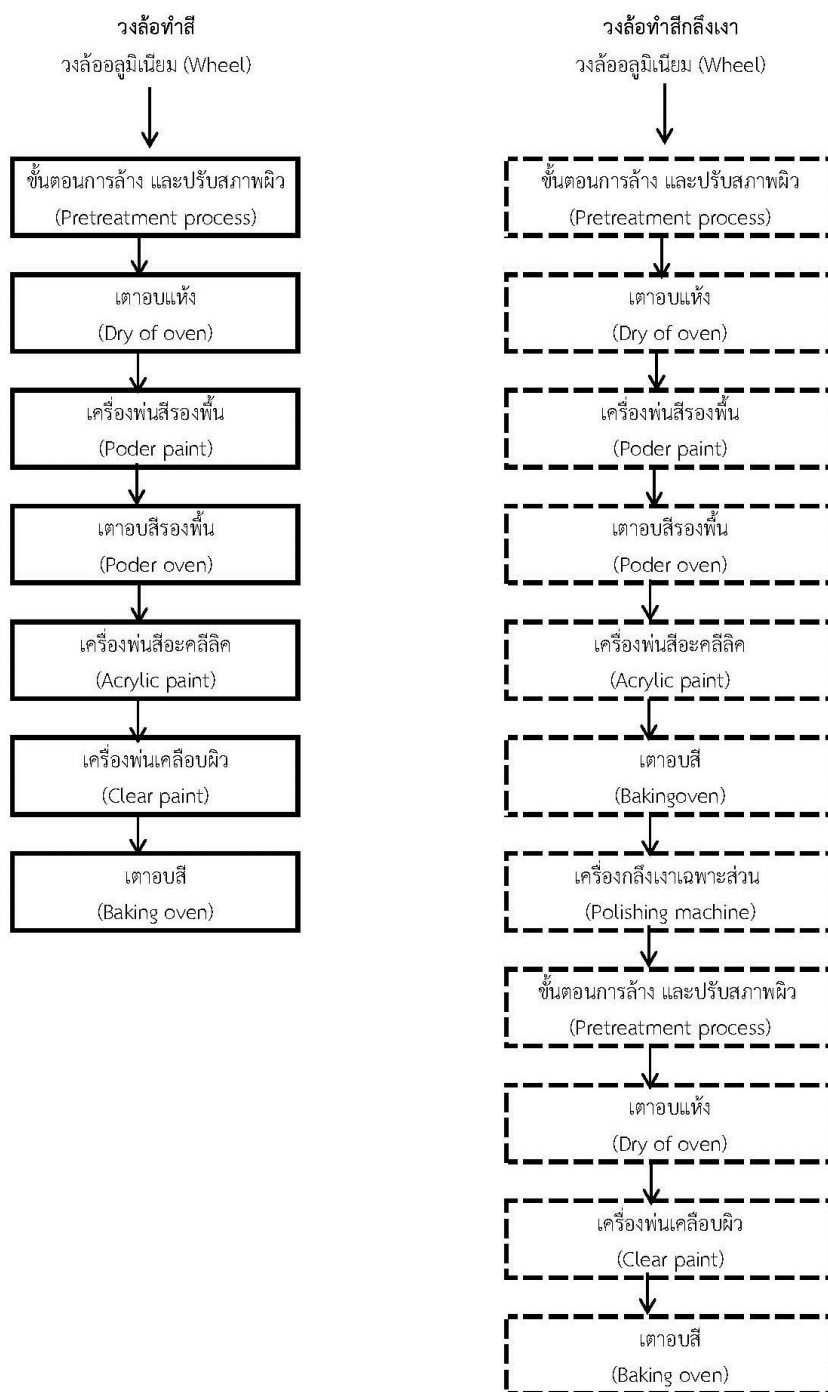 วงล้อทำสี
วงล้ออลูมิเนียม (Wheel)
ขั้นตอนการล้าง และปรับสภาพผิว
(Pretreatment process)
เตาอบแห้ง
(Dry of oven)
เครื่องพ่นสีรองพื้น
(Poder paint)
เตาอบสีรองพื้น
(Poder oven)
เครื่องพ่นสีอะคลีลิค
(Acrylic paint)
เครื่องพ่นเคลือบผิว
(Clear paint)
เตาอบสี
(Baking oven)
วงล้อทำสีกลึงเงา
วงล้ออลูมิเนียม (Wheel)
ขั้นตอนการล้าง และปรับสภาพผิว
(Pretreatment process)
เตาอบแห้ง
(Dry of oven)
เครื่องพ่นสีรองพื้น
(Poder paint)
เตาอบสีรองพื้น
(Poder oven)
เครื่องพ่นสีอะคลีลิค
(Acrylic paint)
เตาอบสี
(Bakingoven)
เครื่องกลึงเงาเฉพาะส่วน
(Polishing machine)
ขั้นตอนการล้าง และปรับสภาพผิว
(Pretreatment process)
เตาอบแห้ง
(Dry of oven)
เครื่องพ่นเคลือบผิว
(Clear paint)
เตาอบสี
(Baking oven)